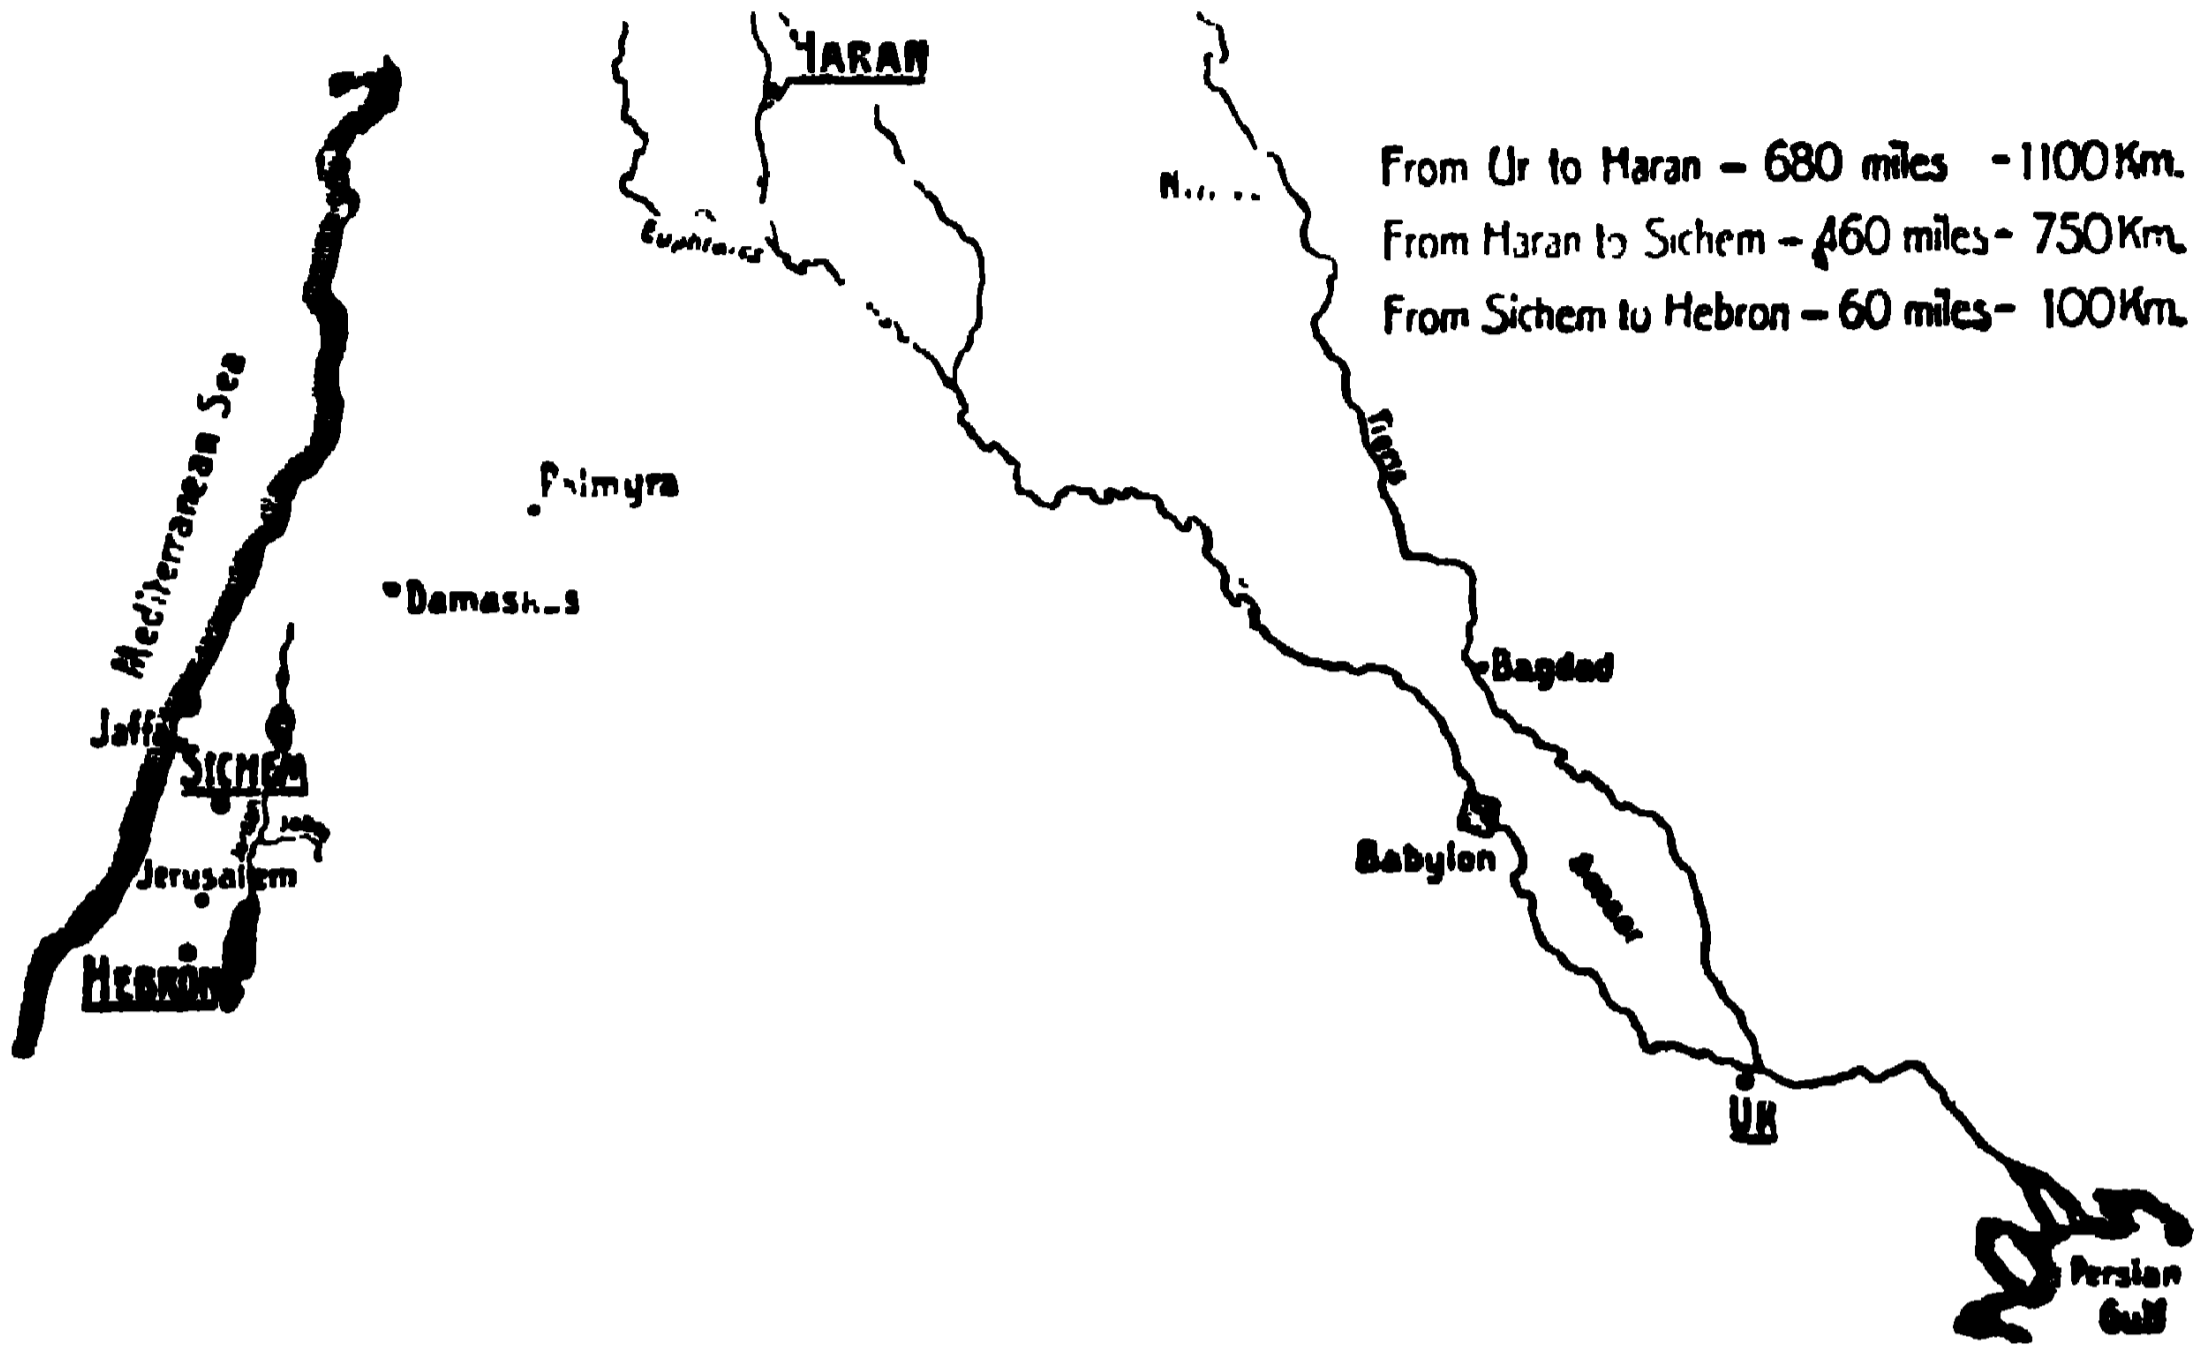 HARAN
From Ur to Haran – 680 miles - 1100 Km.
From Haran to Sichem – 460 miles - 750 Km.
From Sichem to Hebron – 60 miles - 100 Km.
Euphrates
Tigris
Mediterranean Sea
Palmyra
Damaskus
Bagdad
Jaffa
SICHEM
Babylon
Jerusalem
HEBRON
UR
Persian
Gulf